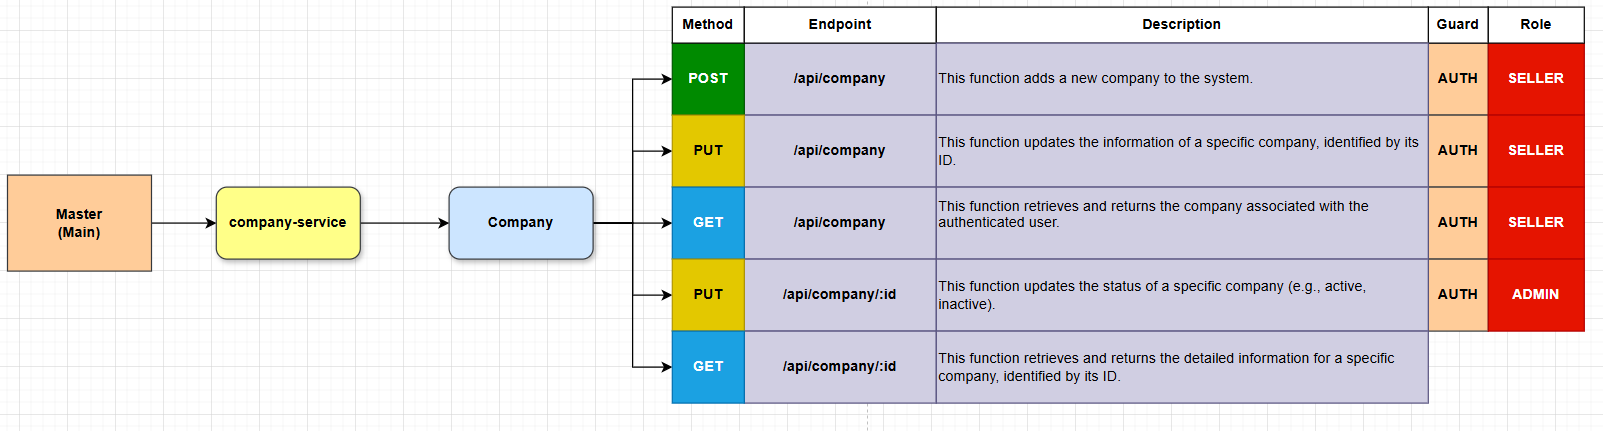 Method Endpoint Description Guard Role
POST /api/company This function adds a new company to the system. AUTH SELLER
This function updates the information of a specific company, identified by its
PUT /api/company ID. AUTH SELLER
This function retrieves and returns the company associated with the
GET /api/company authenticated user. AUTH SELLER
Master
(Main)
company-service
Company
This function updates the status of a specific company (e.g., active,
PUT /api/company/:id inactive). AUTH ADMIN
This function retrieves and returns the detailed information for a specific
GET /api/company/:id company, identified by its ID.